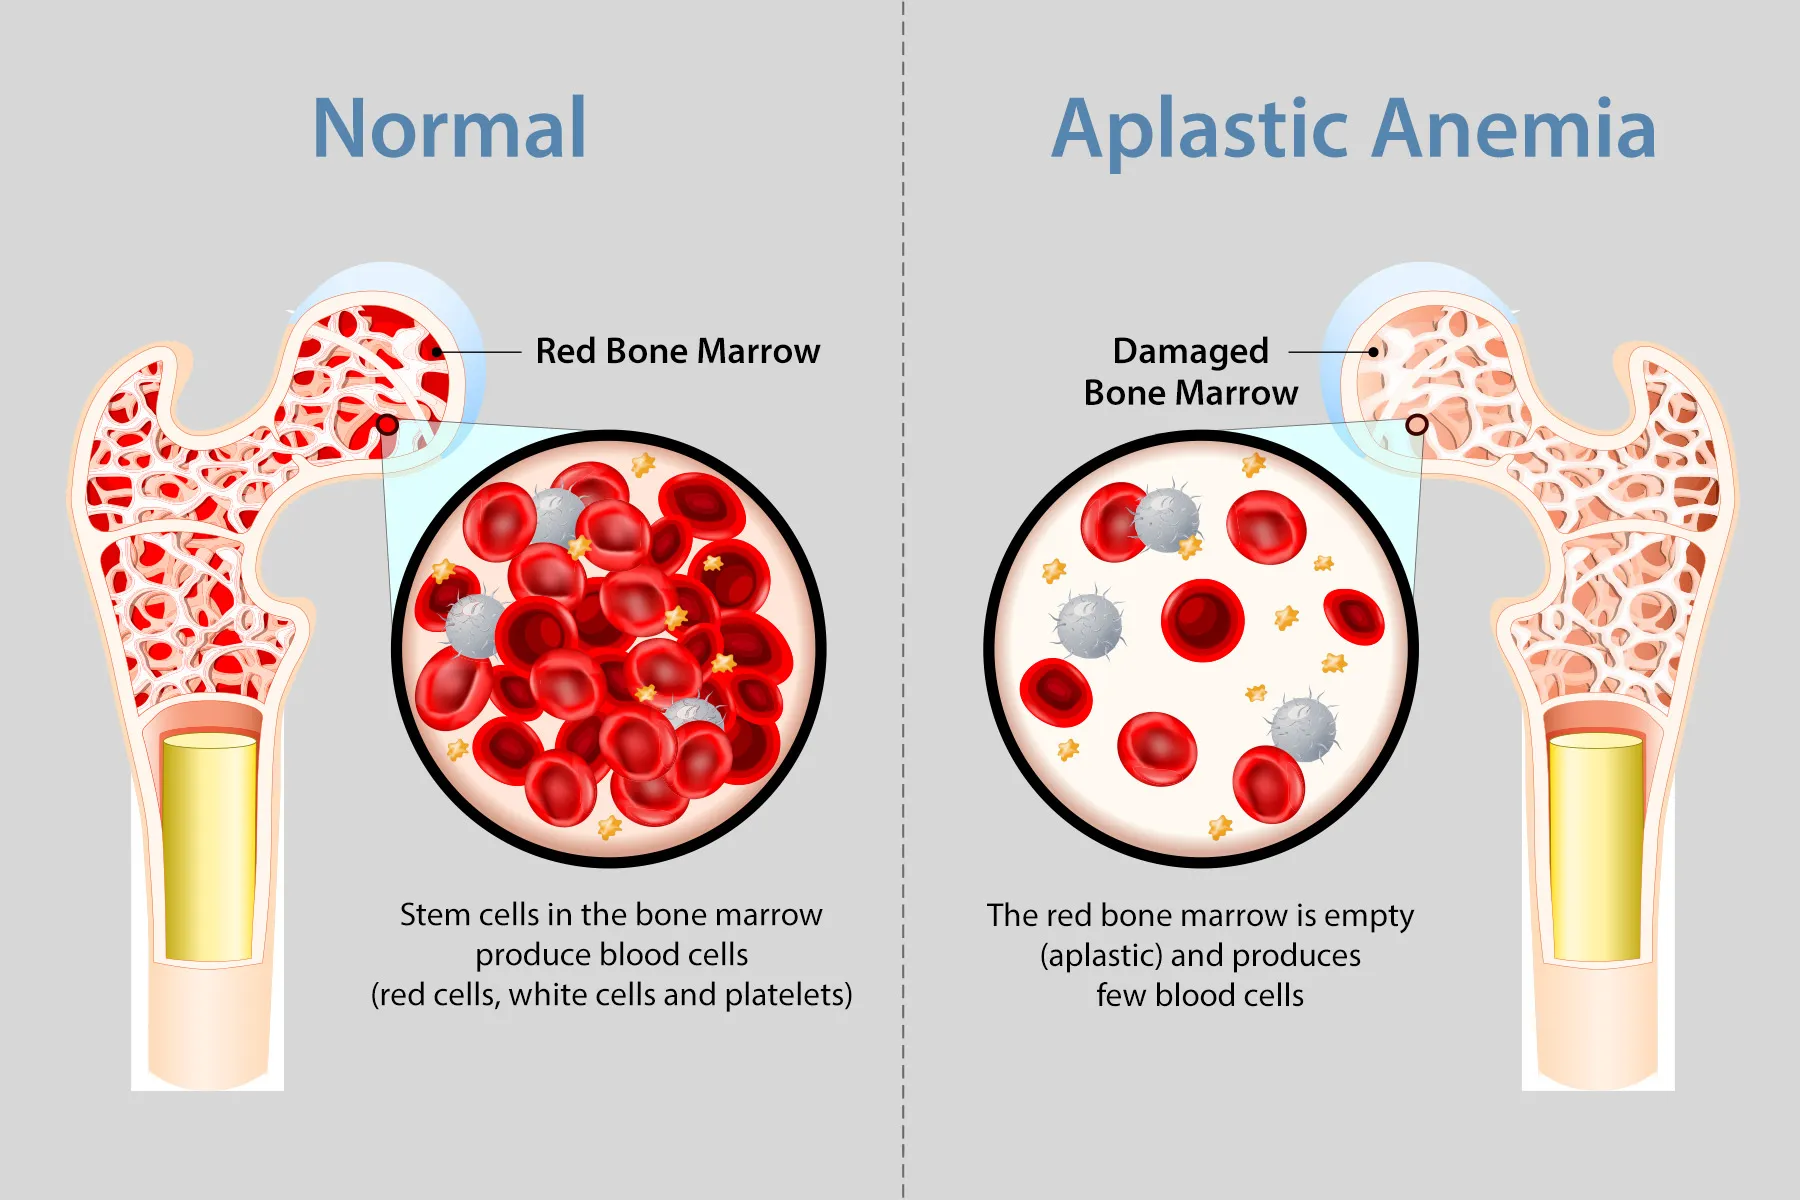 Normal
Red Bone Marrow
Stem cells in the bone marrow
produce blood cells
(red cells, white cells and platelets)
Aplastic Anemia
Damaged
Bone Marrow
The red bone marrow is empty
(aplastic) and produces
few blood cells